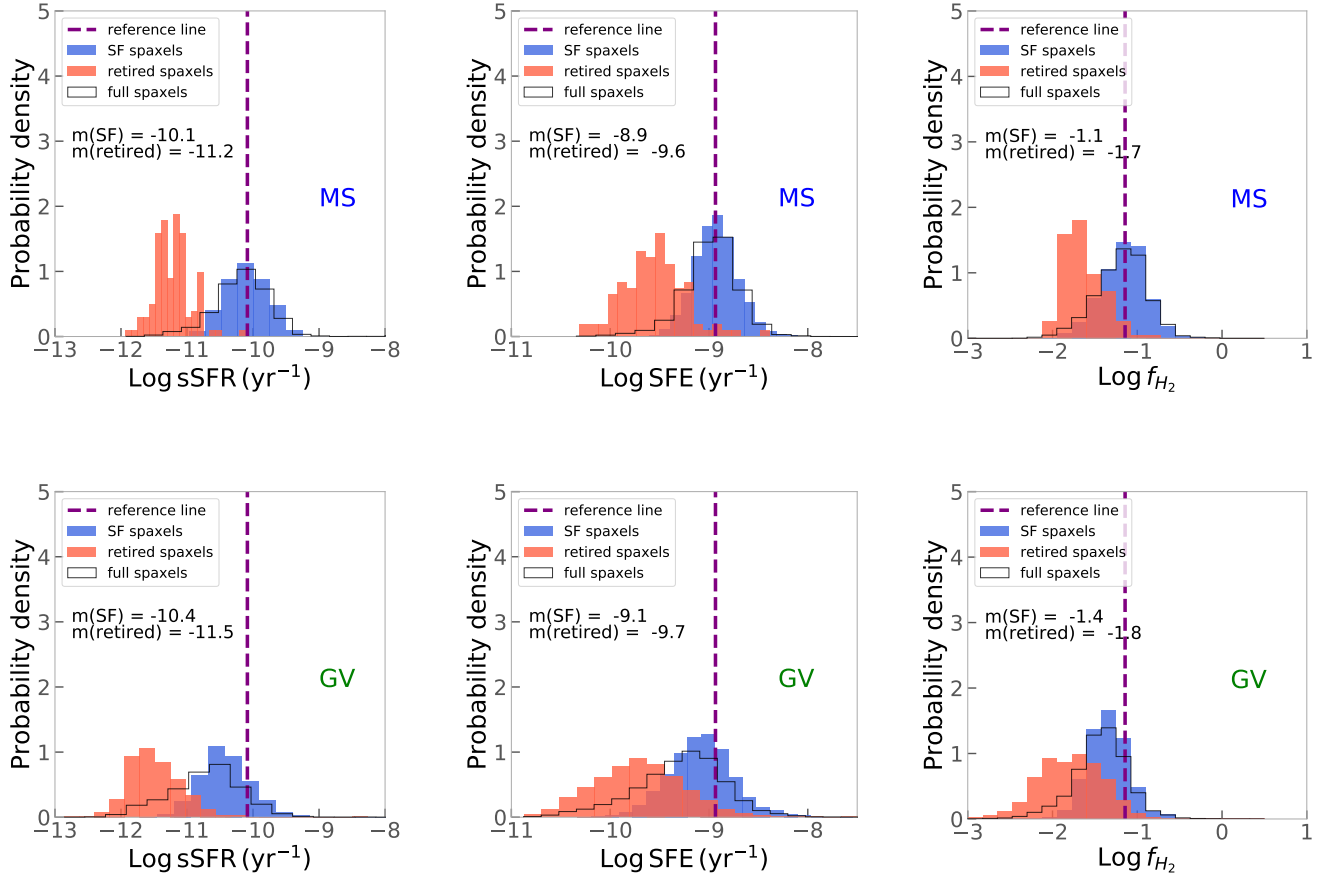 5
4
3
2
1
0
Probability density
reference line
SF spaxels
retired spaxels
full spaxels
m(SF) = -10.1
m(retired) = -11.2
MS
−13 −12 −11 −10 −9 −8
Log sSFR (yr⁻¹)
5
4
3
2
1
0
Probability density
reference line
SF spaxels
retired spaxels
full spaxels
m(SF) = -8.9
m(retired) = -9.6
MS
−11 −10 −9 −8
Log SFE (yr⁻¹)
5
4
3
2
1
0
Probability density
reference line
SF spaxels
retired spaxels
full spaxels
m(SF) = -1.1
m(retired) = -1.7
MS
−3 −2 −1 0 1
Log f_{H_2}
5
4
3
2
1
0
Probability density
reference line
SF spaxels
retired spaxels
full spaxels
m(SF) = -10.4
m(retired) = -11.5
GV
−13 −12 −11 −10 −9 −8
Log sSFR (yr⁻¹)
5
4
3
2
1
0
Probability density
reference line
SF spaxels
retired spaxels
full spaxels
m(SF) = -9.1
m(retired) = -9.7
GV
−11 −10 −9 −8
Log SFE (yr⁻¹)
5
4
3
2
1
0
Probability density
reference line
SF spaxels
retired spaxels
full spaxels
m(SF) = -1.4
m(retired) = -1.8
GV
−3 −2 −1 0 1
Log f_{H_2}